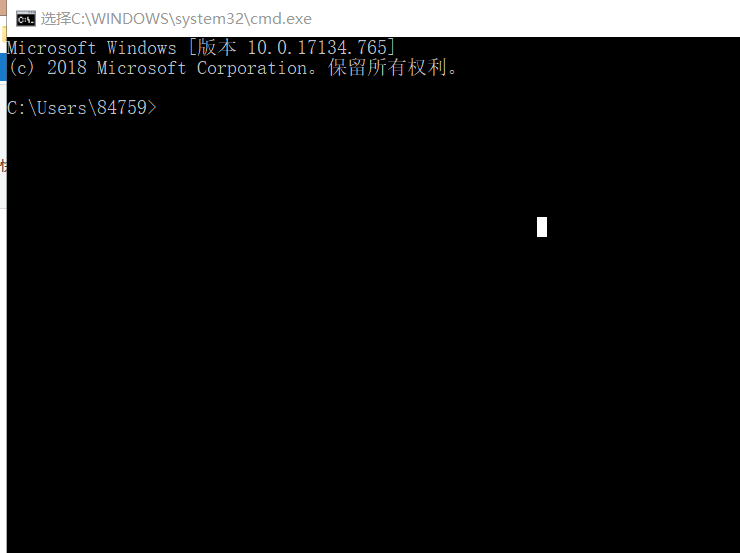 选择C:\WINDOWS\system32\cmd.exe
Microsoft Windows [版本 10.0.17134.765]
(c) 2018 Microsoft Corporation。保留所有权利。
C:\Users\84759>